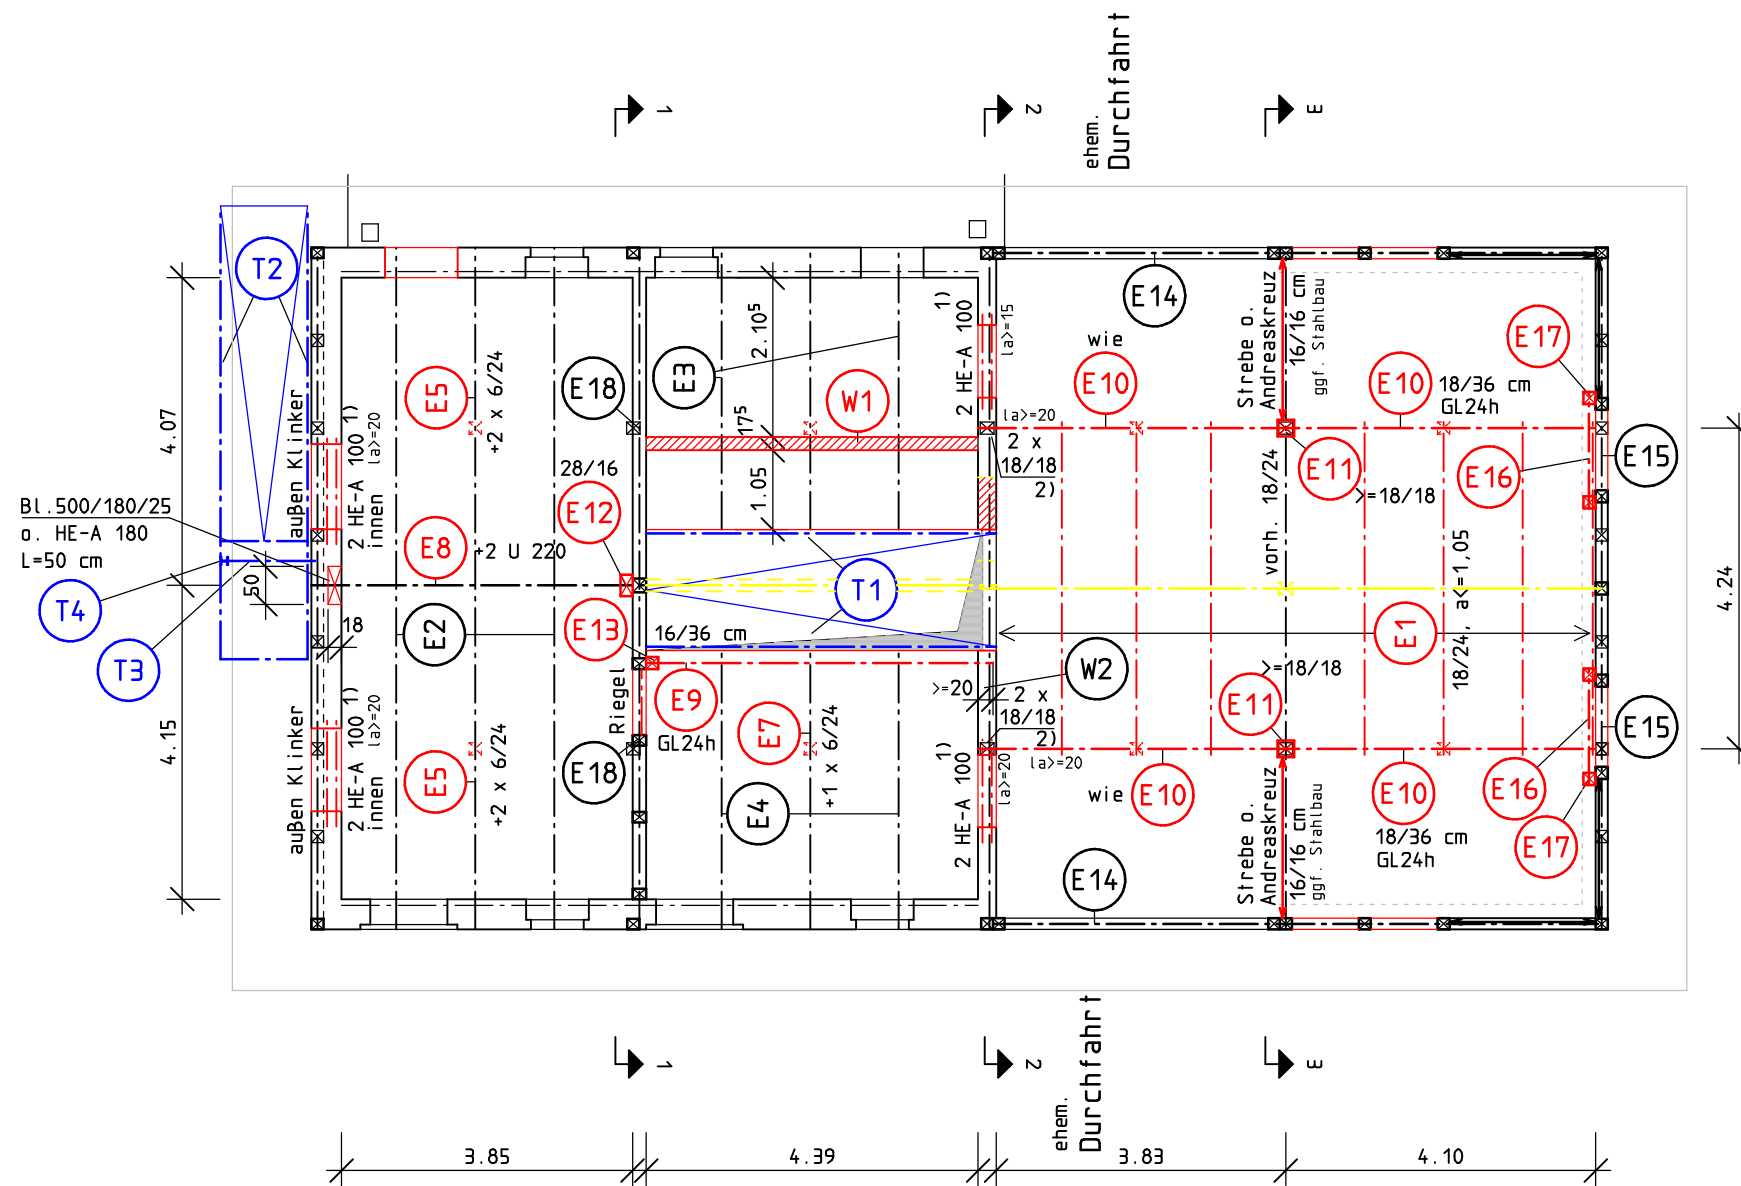 ehem.
Durchfahrt
1
2
3
T2
E14
E17
Strebe o.
Andreaskreuz
16/16 cm
ggf. Stahlbau
2.10⁵
1)
2 HE-A 100
la>=15
E3
wie
E10
E10
18/36 cm
GL24h
E5
+2 x 6/24
E18
W1
17⁵
4.07
außen Klinker
2 HE-A 100 1)
innen
la>=20
la>=20
2 x
18/18
2)
E11
>=18/18
vorh. 18/24
E16
E15
28/16
E12
1.05
Bl.500/180/25
o. HE-A 180
L=50 cm
E8
+2 U 220
50
T1
T4
T3
18
E2
E13
16/36 cm
E1
18/24, a<=1,05
4.24
W2
>=20
2 x
18/18
2)
>=18/18
E11
4.15
außen Klinker
2 HE-A 100 1)
innen
la>=20
Riegel
E9
GL24h
E7
+1 x 6/24
E15
E5
+2 x 6/24
E18
E4
1)
2 HE-A 100
la>=20
la>=20
wie
E10
E10
18/36 cm
GL24h
E16
E17
Strebe o.
Andreaskreuz
16/16 cm
ggf. Stahlbau
E14
1
2
3
ehem.
Durchfahrt
3.85
4.39
3.83
4.10